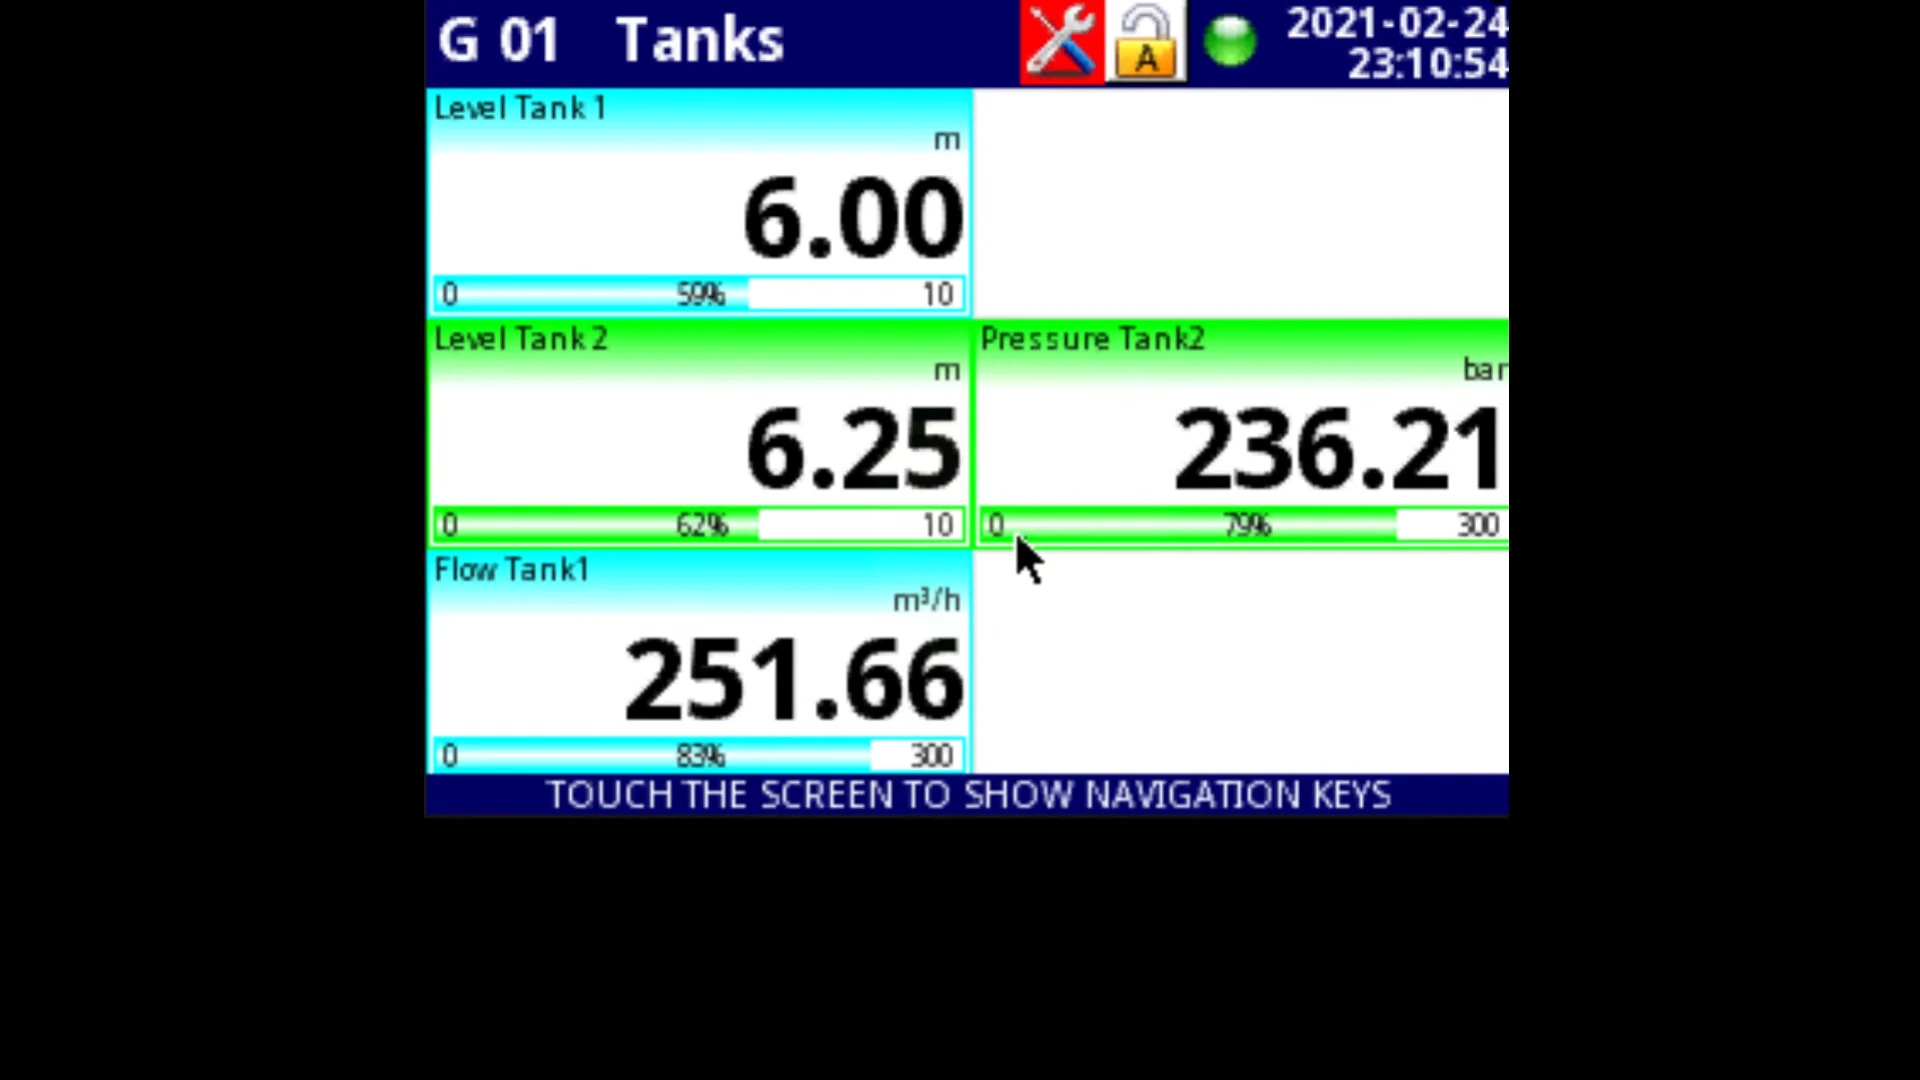 G 01 Tanks
A
2021-02-24
23:10:54
Level Tank 1
m
6.00
0 59% 10
Level Tank 2
m
6.25
0 62% 10
Pressure Tank2
bar
236.21
0 79% 300
Flow Tank1
m³/h
251.66
0 83% 300
TOUCH THE SCREEN TO SHOW NAVIGATION KEYS